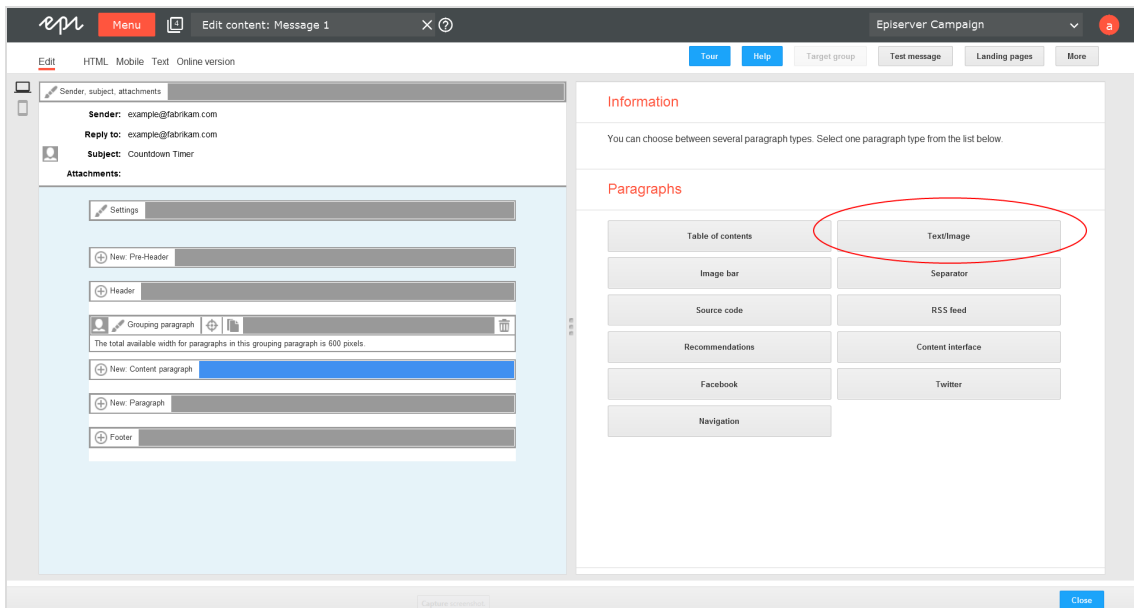 epi Menu 4 Edit content: Message 1 Episerver Campaign a
Edit HTML Mobile Text Online version Tour Help Target group Test message Landing pages More
Sender, subject, attachments
Sender: example@fabrikam.com
Reply to: example@fabrikam.com
Subject: Countdown Timer
Attachments:
Settings
New: Pre-Header
Header
Grouping paragraph
The total available width for paragraphs in this grouping paragraph is 600 pixels.
New: Content paragraph
New: Paragraph
Footer
Information
You can choose between several paragraph types. Select one paragraph type from the list below.
Paragraphs
Table of contents Text/Image
Image bar Separator
Source code RSS feed
Recommendations Content interface
Facebook Twitter
Navigation
Capture screenshot
Close